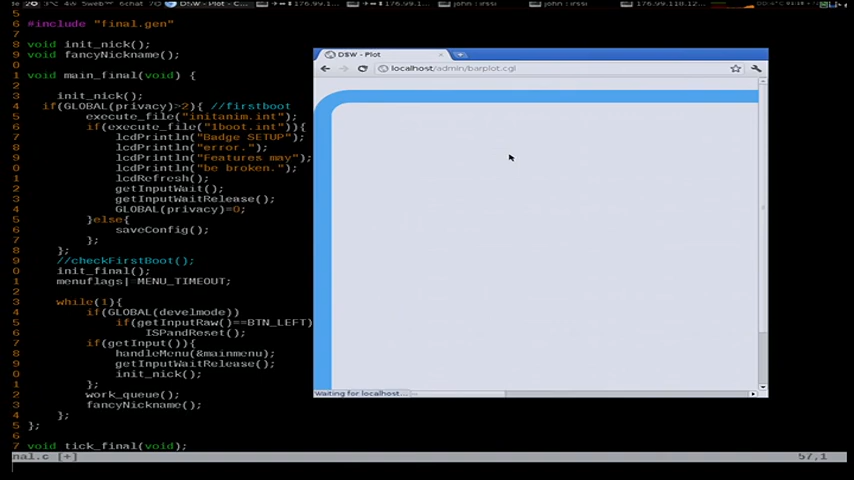 #include "final.gen"
void init_nick();
void fancyNickname();
void main_final(void) {
init_nick();
if(GLOBAL(privacy)>2){ //firstboot
execute_file("initanim.int");
if(execute_file("1boot.int")){
lcdPrintln("Badge SETUP");
lcdPrintln("error.");
lcdPrintln("Features may");
lcdPrintln("be broken.");
lcdRefresh();
getInputWait();
getInputWaitRelease();
GLOBAL(privacy)=0;
}else{
saveConfig();
};
};
//checkFirstBoot();
init_final();
menuflags|=MENU_TIMEOUT;
while(1){
if(GLOBAL(develmode))
if(getInputRaw()==BTN_LEFT)
ISPandReset();
if(getInput()){
handleMenu(&mainmenu);
getInputWaitRelease();
init_nick();
};
work_queue();
fancyNickname();
};
};
void tick_final(void);
nal.c [+]
57,1
DSW - Plot
localhost/admin/barplot.cgi
Waiting for localhost...